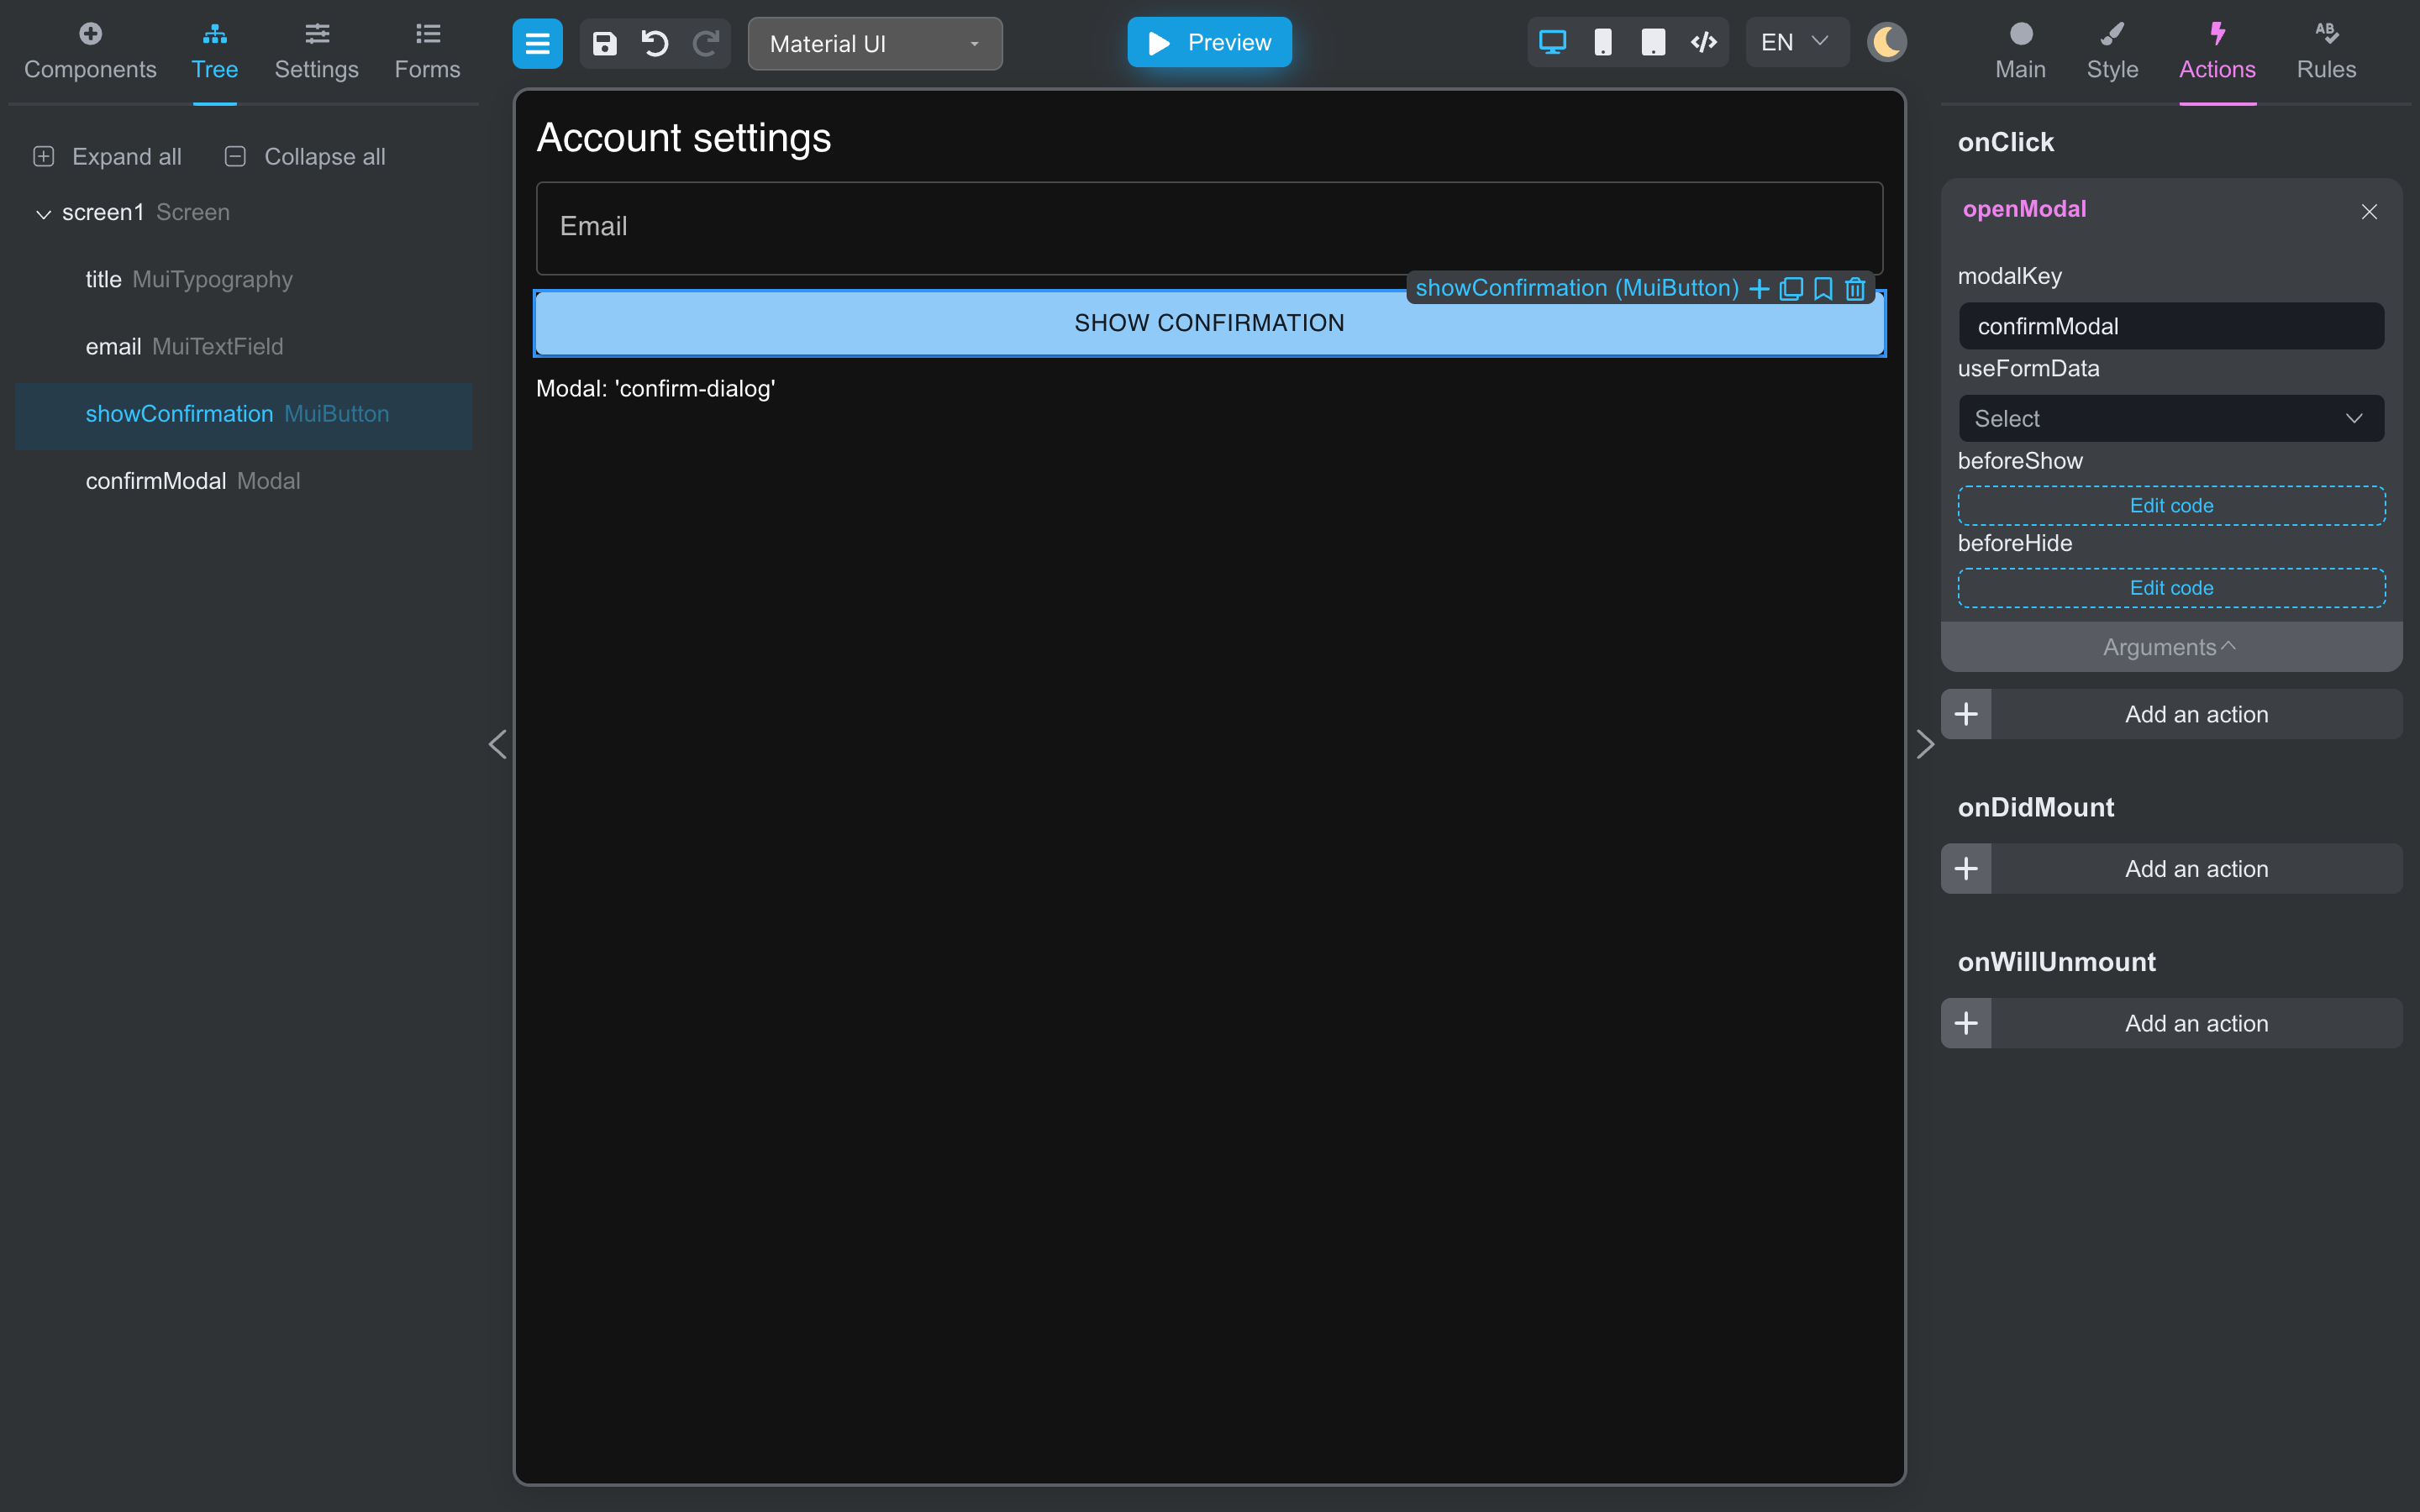 Components
Tree
Settings
Forms
Material UI
Preview
EN
Main
Style
Actions
AB
Rules
Expand all
Collapse all
screen1 Screen
title MuiTypography
email MuiTextField
showConfirmation MuiButton
confirmModal Modal
Account settings
Email
showConfirmation (MuiButton)
SHOW CONFIRMATION
Modal: 'confirm-dialog'
onClick
openModal
modalKey
confirmModal
useFormData
Select
beforeShow
Edit code
beforeHide
Edit code
Arguments
Add an action
onDidMount
Add an action
onWillUnmount
Add an action